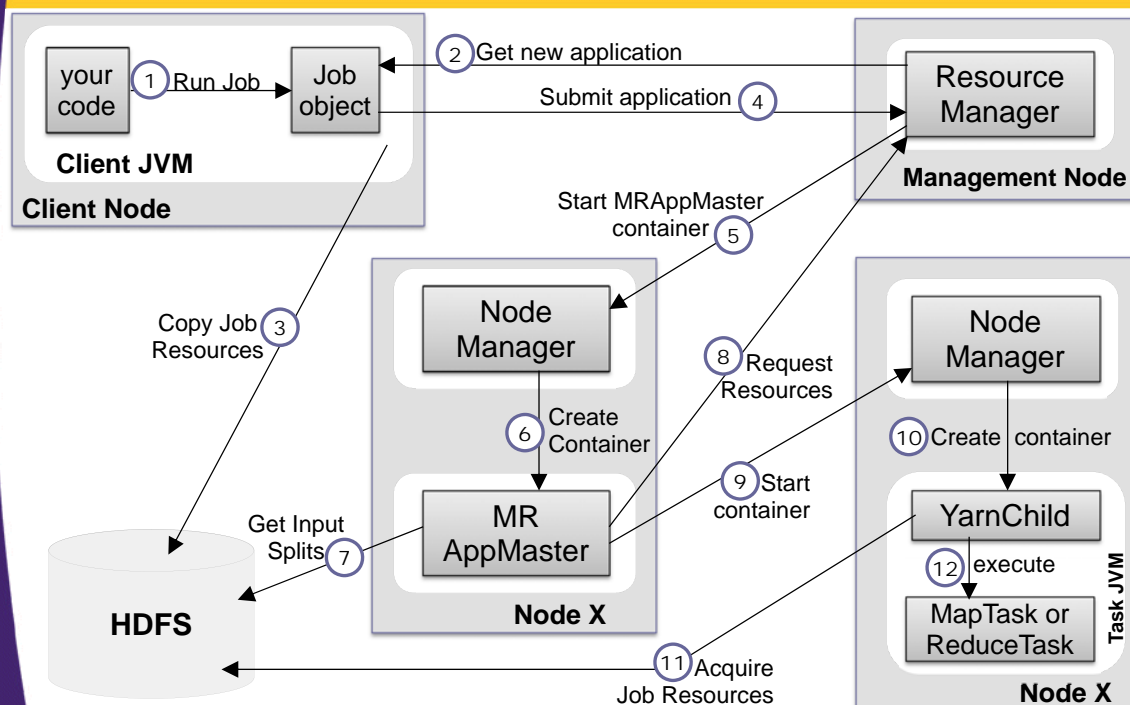 your
code
1 Run Job
Job
object
Client JVM
Client Node
2 Get new application
Submit application 4
Resource
Manager
Management Node
Start MRAppMaster
container 5
Copy Job 3
Resources
Node
Manager
6 Create
Container
MR
AppMaster
Node X
Get Input
Splits 7
HDFS
8 Request
Resources
9 Start
container
Node
Manager
10 Create container
YarnChild
12 execute
MapTask or
ReduceTask
Task JVM
Node X
11 Acquire
Job Resources